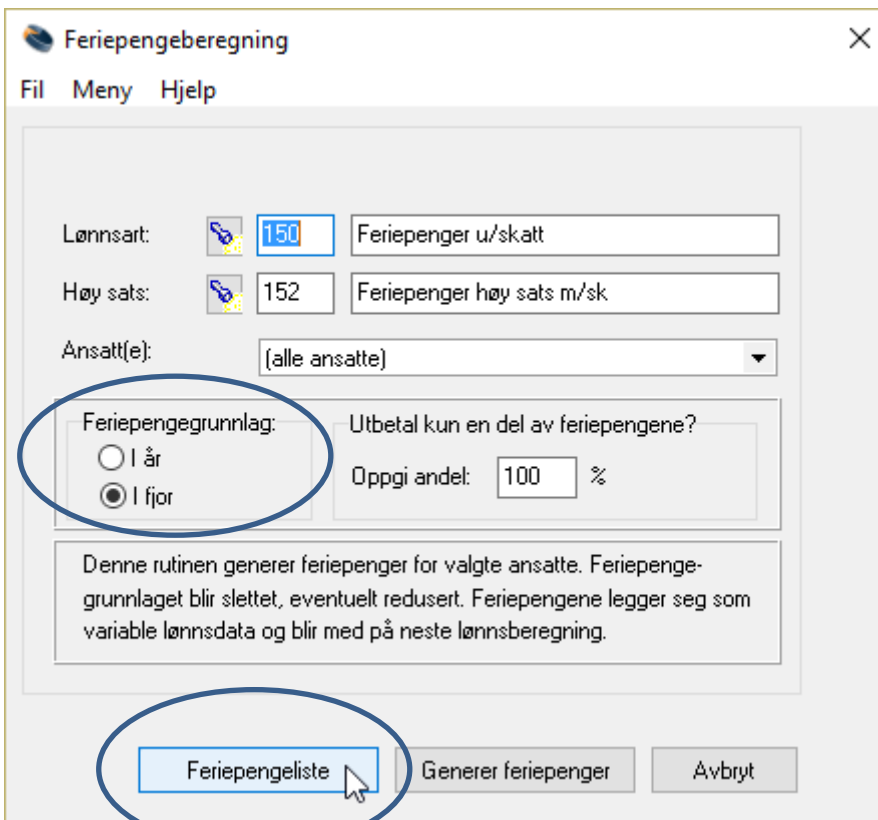 Feriepengeberegning
Fil Meny Hjelp
Lønnsart: 150 Feriepenger u/skatt
Høy sats: 152 Feriepenger høy sats m/sk
Ansatt(e): (alle ansatte)
Feriepengegrunnlag:
I år
I fjor
Utbetal kun en del av feriepengene?
Oppgi andel: 100 %
Denne rutinen generer feriepenger for valgte ansatte. Feriepenge-
grunnlaget blir slettet, eventuelt redusert. Feriepengene legger seg som
variable lønnsdata og blir med på neste lønnsberegning.
Feriepengeliste Generer feriepenger Avbryt